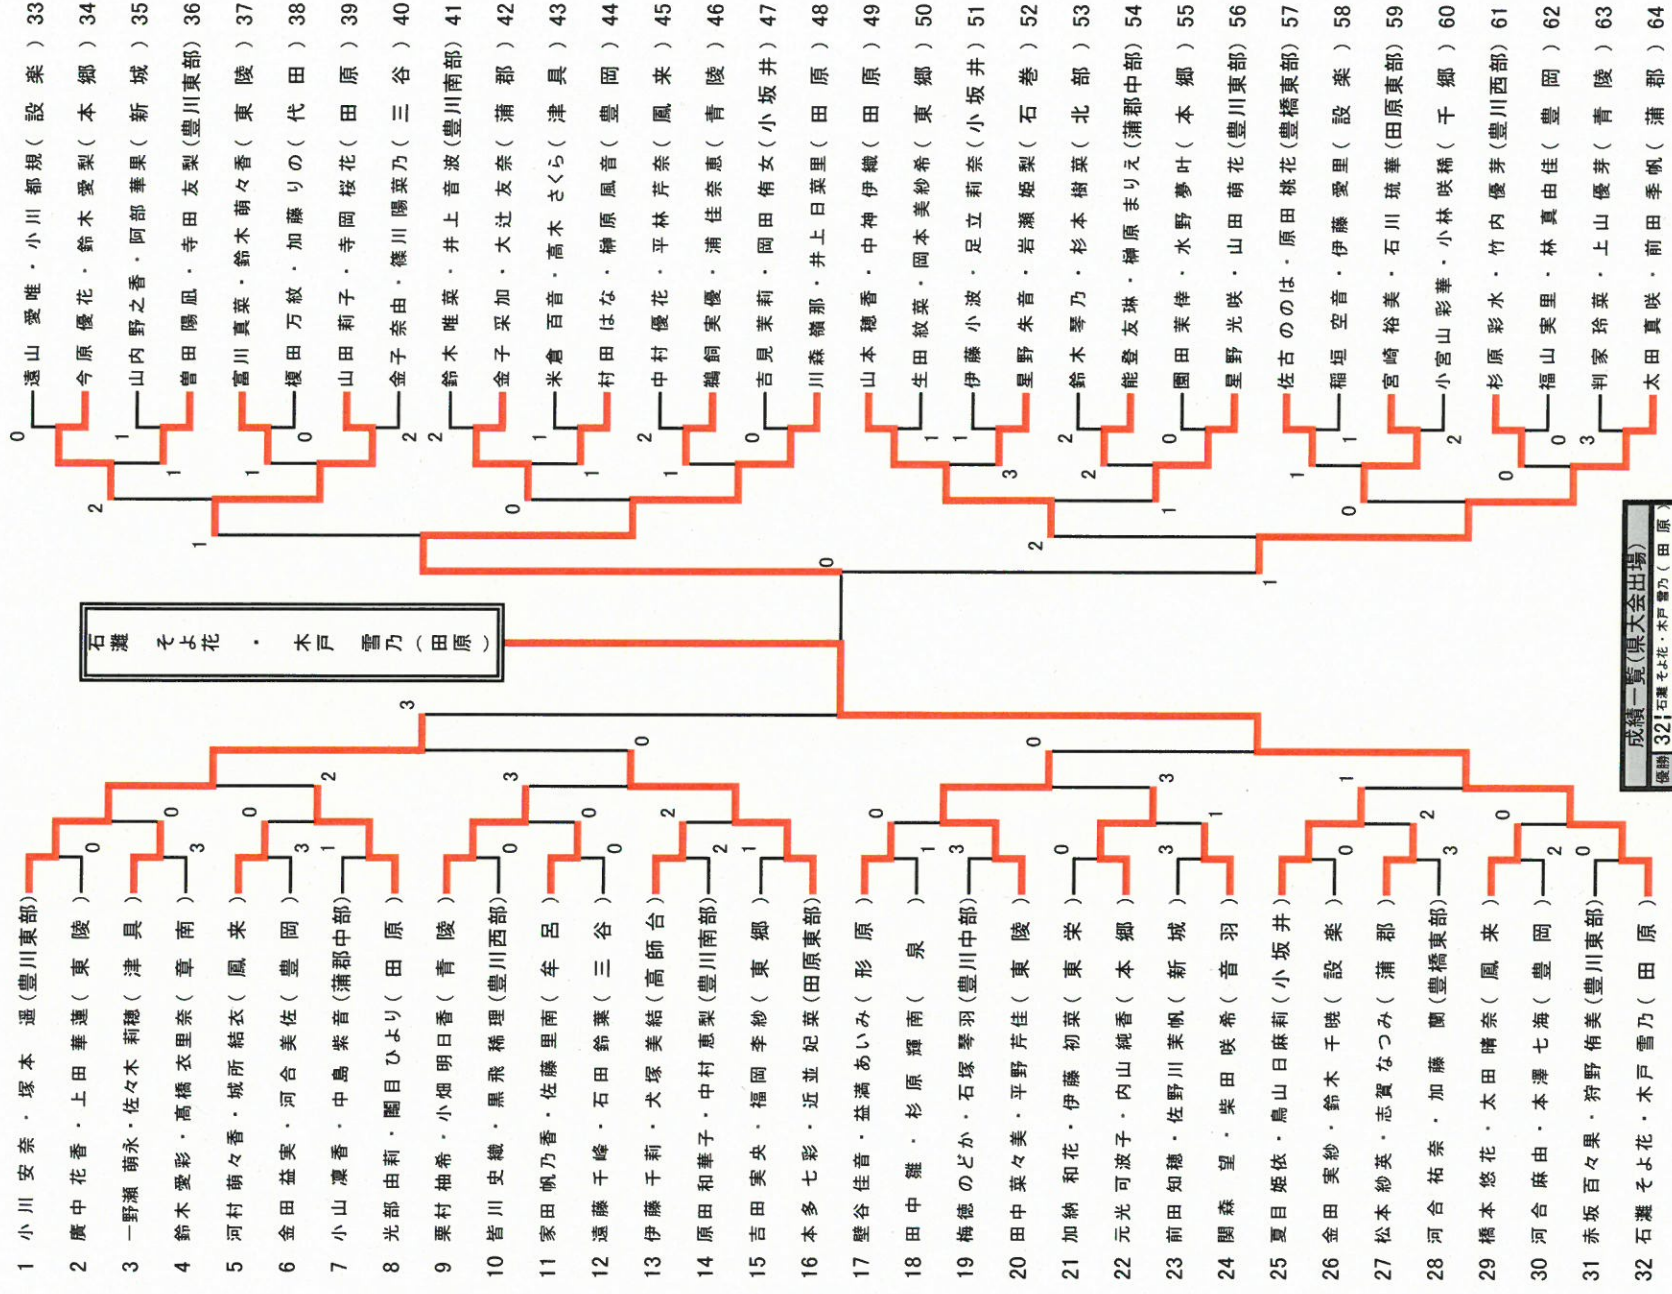 石灘 そよ花 ・ 木戸 雪乃 (田原)
1 小川 安奈・塚本 遥(豊川東部)
2 廣中 花香・上田 華蓮(東陵)
3 一野瀬 萌永・佐々木 莉穂(津具)
4 鈴木 愛彩・髙橋 衣里奈(章南)
5 河村 萌々香・城所 結衣(鳳来)
6 金田 益実・河合 美佐(豊岡)
7 小山 凛香・中島 紫音(蒲郡中部)
8 光部 由莉・鬮目 ひより(田原)
9 栗村 柚希・小畑 明日香(青陵)
10 皆川 史織・黒飛 稀理(豊川西部)
11 家田 帆乃香・佐藤 里南(牟呂)
12 遠藤 千峰・石田 鈴葉(三谷)
13 伊藤 千莉・犬塚 美結(高師台)
14 原田 和華子・中村 恵梨(豊川南部)
15 吉田 実央・福岡 李紗(東郷)
16 本多 七彩・近並 妃菜(田原東部)
17 壁谷 佳音・益満 あいみ(形原)
18 田中 雛・杉原 輝南(泉)
19 梅徳 のどか・石塚 琴羽(豊川中部)
20 田中 菜々美・平野 芹佳(東陵)
21 加納 和花・伊藤 初菜(東栄)
22 元光 可波子・内山 純香(本郷)
23 前田 知穂・佐野川 茉帆(新城)
24 関森 望・柴田 咲希(音羽)
25 夏目 姫依・鳥山 日麻莉(小坂井)
26 金田 実紗・鈴木 千暁(設楽)
27 松本 紗英・志賀 なつみ(蒲郡)
28 河合 祐奈・加藤 蘭(豊橋東部)
29 橋本 悠花・太田 晴奈(鳳来)
30 河合 麻由・本澤 七海(豊岡)
31 赤坂 百々果・狩野 侑美(豊川東部)
32 石灘 そよ花・木戸 雪乃(田原)
遠山 愛唯・小川 都規(設楽) 33
今原 優花・鈴木 愛梨(本郷) 34
山内 野之香・阿部 華果(新城) 35
曽田 陽凪・寺田 友梨(豊川東部) 36
富川 真菜・鈴木 萌々香(東陵) 37
榎田 万紋・加藤 りの(代田) 38
山田 莉子・寺岡 桜花(田原) 39
金子 奈由・篠川 陽菜乃(三谷) 40
鈴木 唯菜・井上 音波(豊川南部) 41
金子 采加・大辻 友奈(蒲郡) 42
米倉 百音・高木 さくら(津具) 43
村田 はな・榊原 風音(豊岡) 44
中村 優花・平林 芹奈(鳳来) 45
鵜飼 実優・浦 佳奈恵(青陵) 46
吉見 茉莉・岡田 侑女(小坂井) 47
川森 嶺那・井上 日菜里(田原) 48
山本 穂香・中神 伊織(田原) 49
生田 紋菜・岡本 美紗希(東郷) 50
伊藤 小波・足立 莉奈(小坂井) 51
星野 朱音・岩瀬 姫梨(石巻) 52
鈴木 琴乃・杉本 樹菜(北部) 53
能登 友琳・榊原 まりえ(蒲郡中部) 54
園田 茉倖・水野 夢叶(本郷) 55
星野 光咲・山田 萌花(豊川東部) 56
佐古 ののは・原田 桃花(豊橋東部) 57
稲垣 空音・伊藤 愛里(設楽) 58
宮崎 裕美・石川 琉華(田原東部) 59
小宮山 彩華・小林 咲稀(千郷) 60
杉原 彩水・竹内 優芽(豊川西部) 61
福山 実里・林 真由佳(豊岡) 62
判家 玲菜・上山 優芽(青陵) 63
太田 真咲・前田 季帆(蒲郡) 64
成績一覧(県大会出場)
優勝 32 石灘 そよ花・木戸 雪乃(田原)